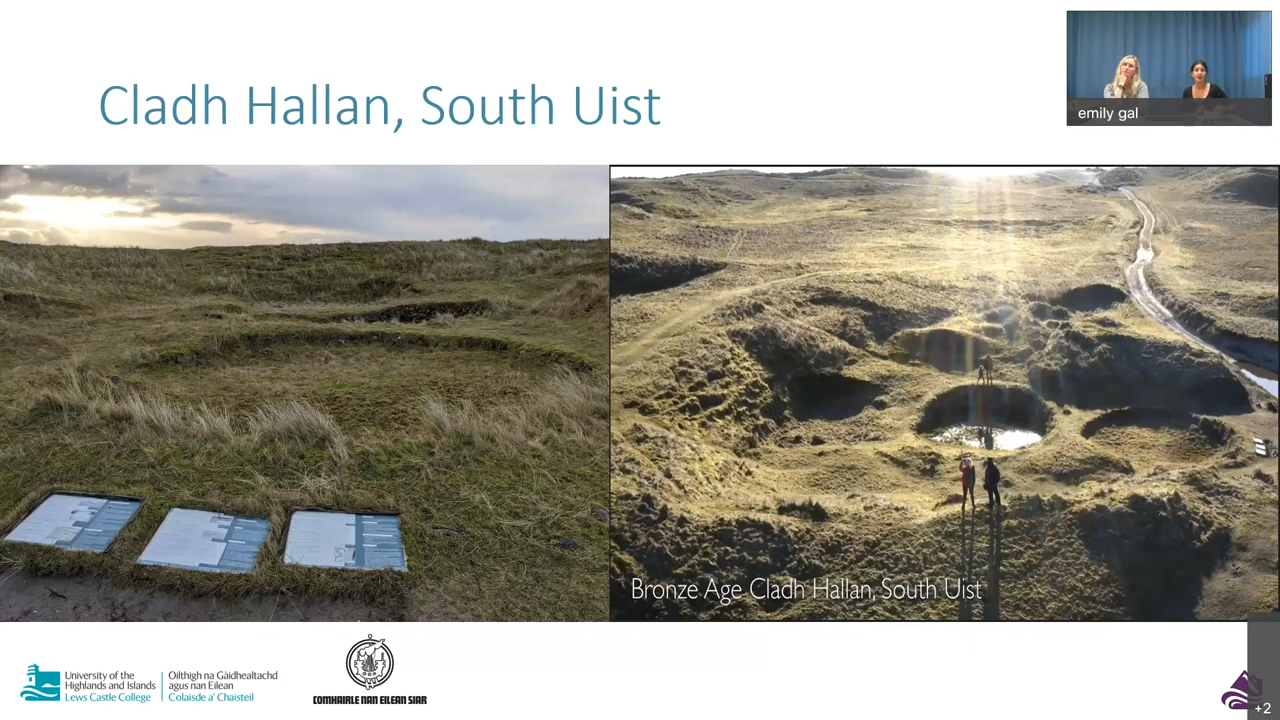 Cladh Hallan, South Uist
emily gal
Bronze Age Cladh Hallan, South Uist
University of the
Highlands and Islands
Lews Castle College
Oilthigh na Gàidhealtachd
agus nan Eilean
Colaisde a' Chaisteil
COMHAIRLE NAN EILEAN SIAR
+2